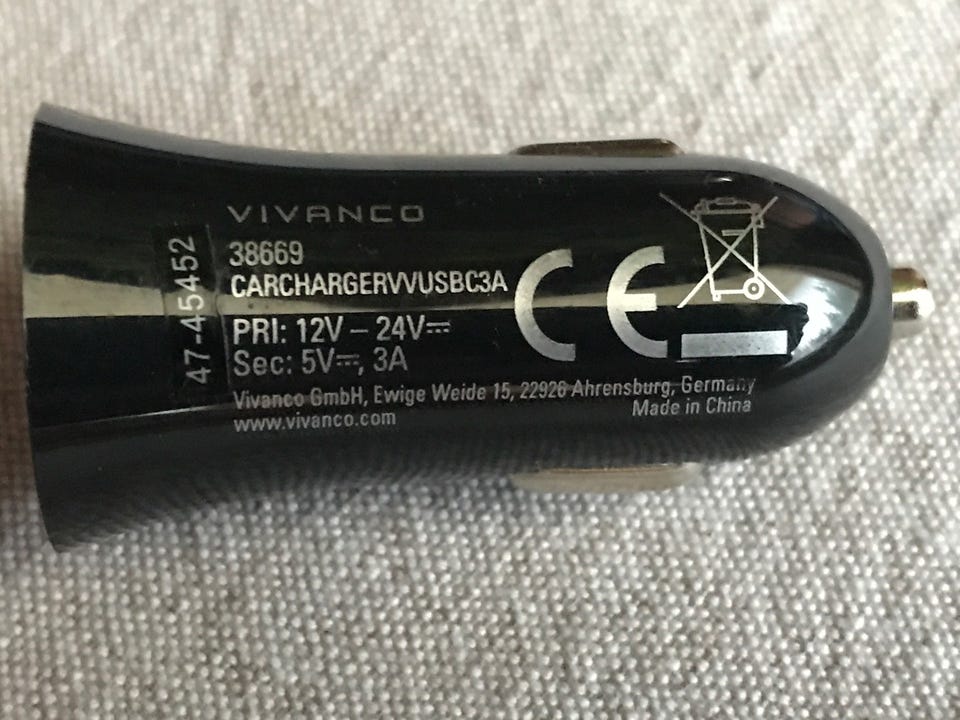 VIVANCO
38669
CARCHARGERVVUSBC3A
PRI: 12V – 24V⎓
Sec: 5V⎓, 3A
Vivanco GmbH, Ewige Weide 15, 22926 Ahrensburg, Germany
Made in China
www.vivanco.com
47-45452
CE